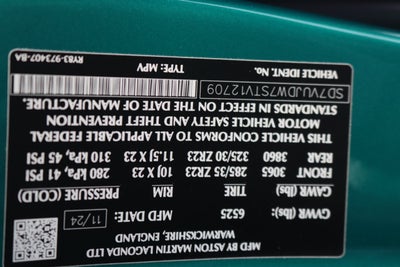 MFD BY ASTON MARTIN LAGONDA LTD
WARWICKSHIRE, ENGLAND
GVWR (lbs) 6525 MFD DATE 11/24
GAWR (lbs) TIRE RIM PRESSURE (COLD)
FRONT 3065 285/35 ZR23 10J X 23 280 kPa, 41 PSI
REAR 3860 325/30 ZR23 11.5J X 23 310 kPa, 45 PSI
THIS VEHICLE CONFORMS TO ALL APPLICABLE FEDERAL
MOTOR VEHICLE SAFETY AND THEFT PREVENTION
STANDARDS IN EFFECT ON THE DATE OF MANUFACTURE.
SD7VUJDW7STV12709
VEHICLE IDENT. No. TYPE: MPV
RY83-973407-BA